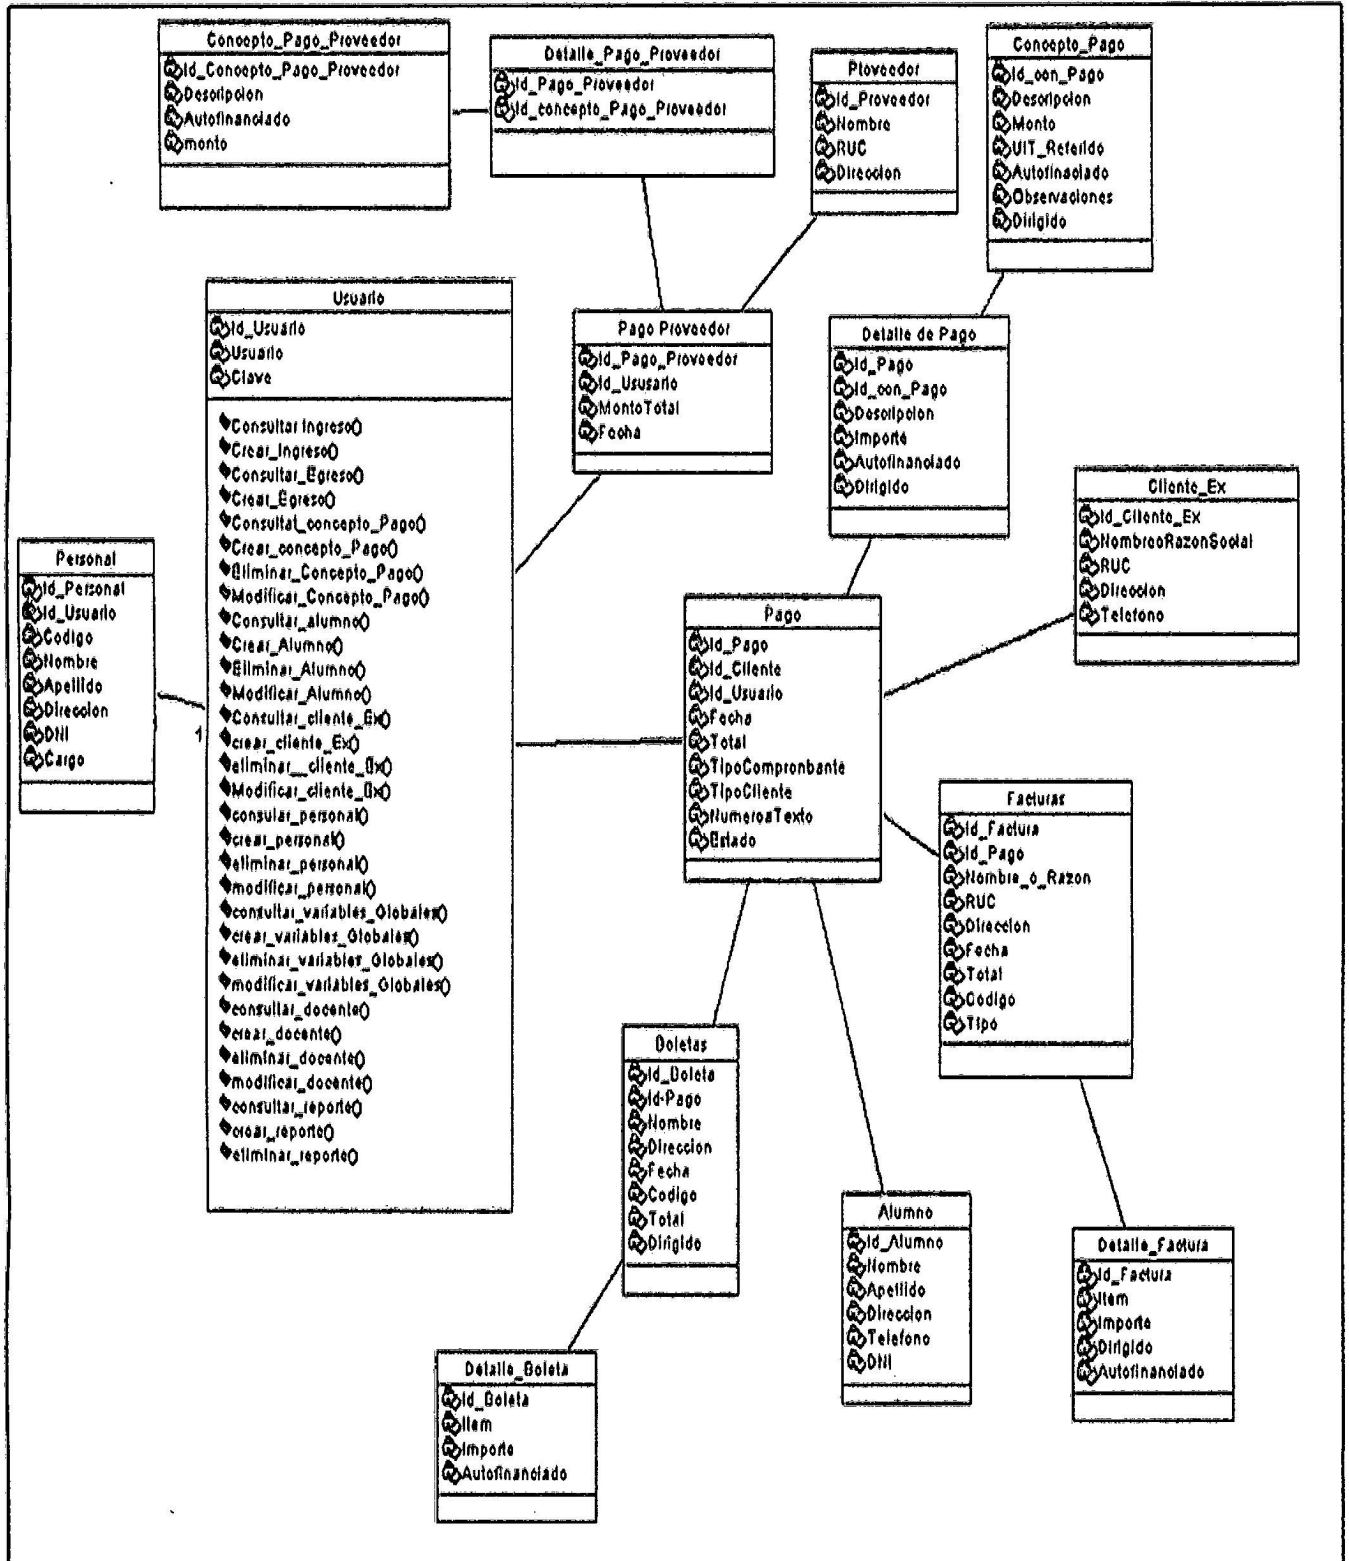 Concepto_Pago_Proveedor
Id_Concepto_Pago_Proveedor
Descripcion
Autofinanciado
monto
Detalle_Pago_Proveedor
Id_Pago_Proveedor
Id_concepto_Pago_Proveedor
Proveedor
Id_Proveedor
Nombre
RUC
Direccion
Concepto_Pago
Id_con_Pago
Descripcion
Monto
UIT_Referido
Autofinaciado
Observaciones
Dirigido
Usuario
Id_Usuario
Usuario
Clave
Consultar Ingreso()
Crear_Ingreso()
Consultar_Egreso()
Crear_Egreso()
Consultar_concepto_Pago()
Crear_concepto_Pago()
Eliminar_Concepto_Pago()
Modificar_Concepto_Pago()
Consultar_alumno()
Crear_Alumno()
Eliminar_Alumno()
Modificar_Alumno()
Consultar_cliente_Ex()
crear_cliente_Ex()
eliminar__cliente_Ex()
Modificar_cliente_Ex()
consular_personal()
crear_personal()
eliminar_personal()
modificar_personal()
consultar_variables_Globales()
crear_variables_Globales()
eliminar_variables_Globales()
modificar_variables_Globales()
consultar_docente()
crear_docente()
eliminar_docente()
modificar_docente()
consultar_reporte()
crear_reporte()
eliminar_reporte()
Pago Proveedor
Id_Pago_Proveedor
Id_Ususario
MontoTotal
Fecha
Detalle de Pago
Id_Pago
Id_con_Pago
Descripcion
Importe
Autofinanciado
Dirigido
Cliente_Ex
Id_Cliente_Ex
NombreoRazonSocial
RUC
Direccion
Telefono
Personal
Id_Personal
Id_Usuario
Codigo
Nombre
Apellido
Direccion
DNI
Cargo
1
Pago
Id_Pago
Id_Cliente
Id_Usuario
Fecha
Total
TipoCompronbante
TipoCliente
NumeroaTexto
Estado
Facturas
Id_Factura
Id_Pago
Nombre_o_Razon
RUC
Direccion
Fecha
Total
Codigo
Tipo
Boletas
Id_Boleta
Id-Pago
Nombre
Direccion
Fecha
Codigo
Total
Dirigido
Alumno
Id_Alumno
Nombre
Apellido
Direccion
Telefono
DNI
Detalle_Factura
Id_Factura
Item
Importe
Dirigido
Autofinanciado
Detalle_Boleta
Id_Boleta
Item
Importe
Autofinanciado